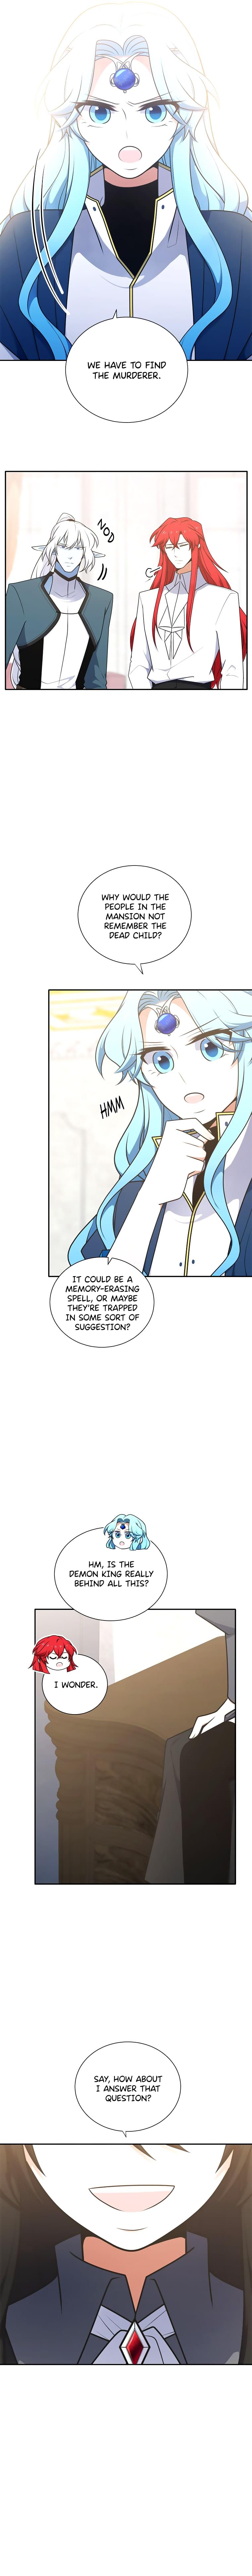 WE HAVE TO FIND
THE MURDERER.
NOD
WHY WOULD THE
PEOPLE IN THE
MANSION NOT
REMEMBER THE
DEAD CHILD?
HMM
IT COULD BE A
MEMORY-ERASING
SPELL, OR MAYBE
THEY'RE TRAPPED
IN SOME SORT OF
SUGGESTION?
HM, IS THE
DEMON KING REALLY
BEHIND ALL THIS?
I WONDER.
SAY, HOW ABOUT
I ANSWER THAT
QUESTION?